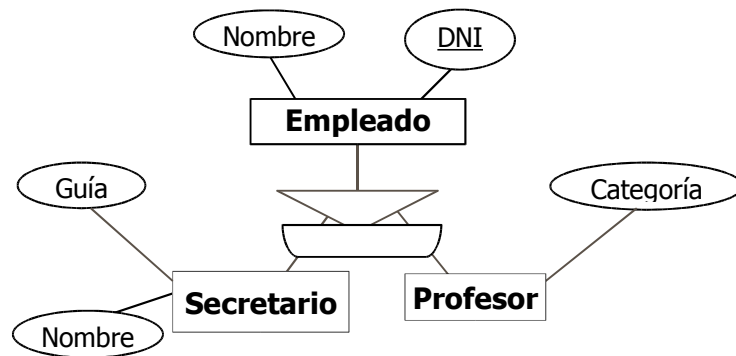 Nombre
DNI
Empleado
Guía
Categoría
Secretario
Profesor
Nombre